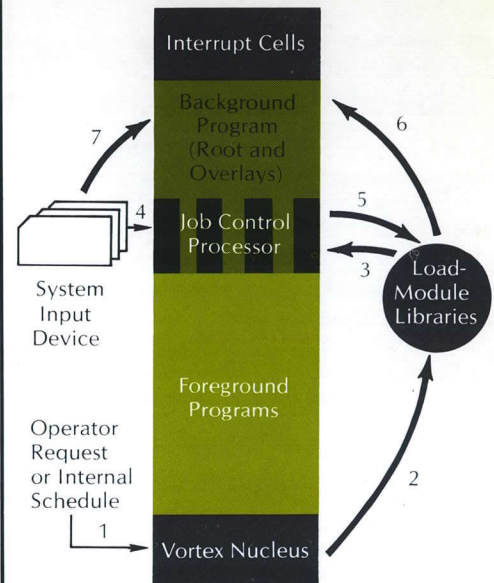 Interrupt Cells
Background
Program
(Root and
Overlays)
7
6
4
5
Job Control
Processor
3
Load-
Module
Libraries
System
Input
Device
Foreground
Programs
Operator
Request
or Internal
Schedule
2
1
Vortex Nucleus